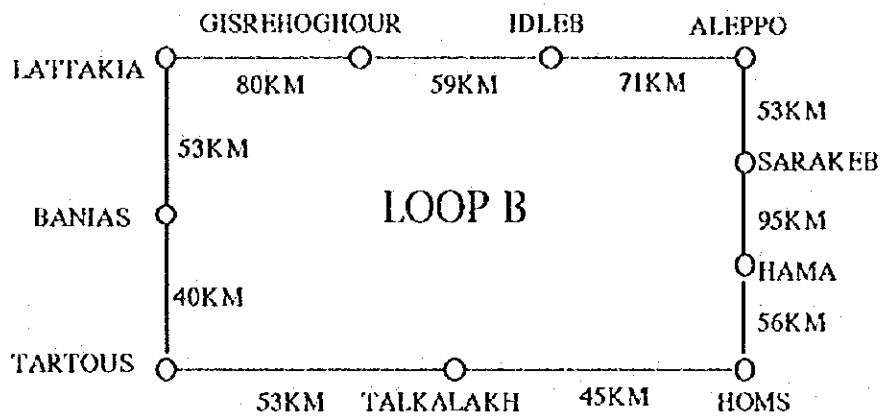 GISREHOGHOUR IDLEB ALEPPO
LATTAKIA
80KM 59KM 71KM
53KM
53KM
SARAKEB
LOOP B
BANIAS
95KM
HAMA
40KM
56KM
TARTOUS
53KM TALKALAKH 45KM HOMS